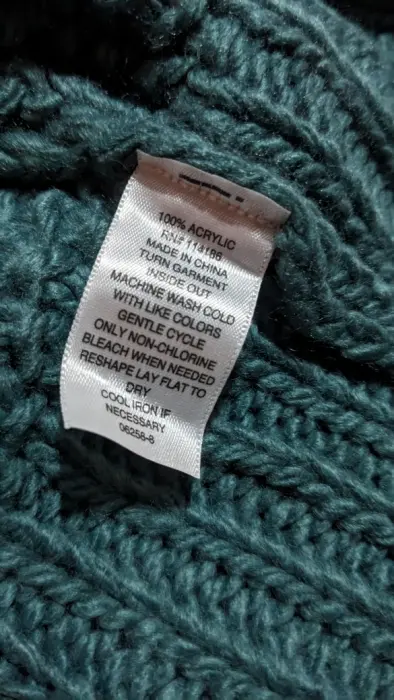 100% ACRYLIC
RN# 114186
MADE IN CHINA
TURN GARMENT
INSIDE OUT
MACHINE WASH COLD
WITH LIKE COLORS
GENTLE CYCLE
ONLY NON-CHLORINE
BLEACH WHEN NEEDED
RESHAPE LAY FLAT TO
DRY
COOL IRON IF
NECESSARY
06258-8